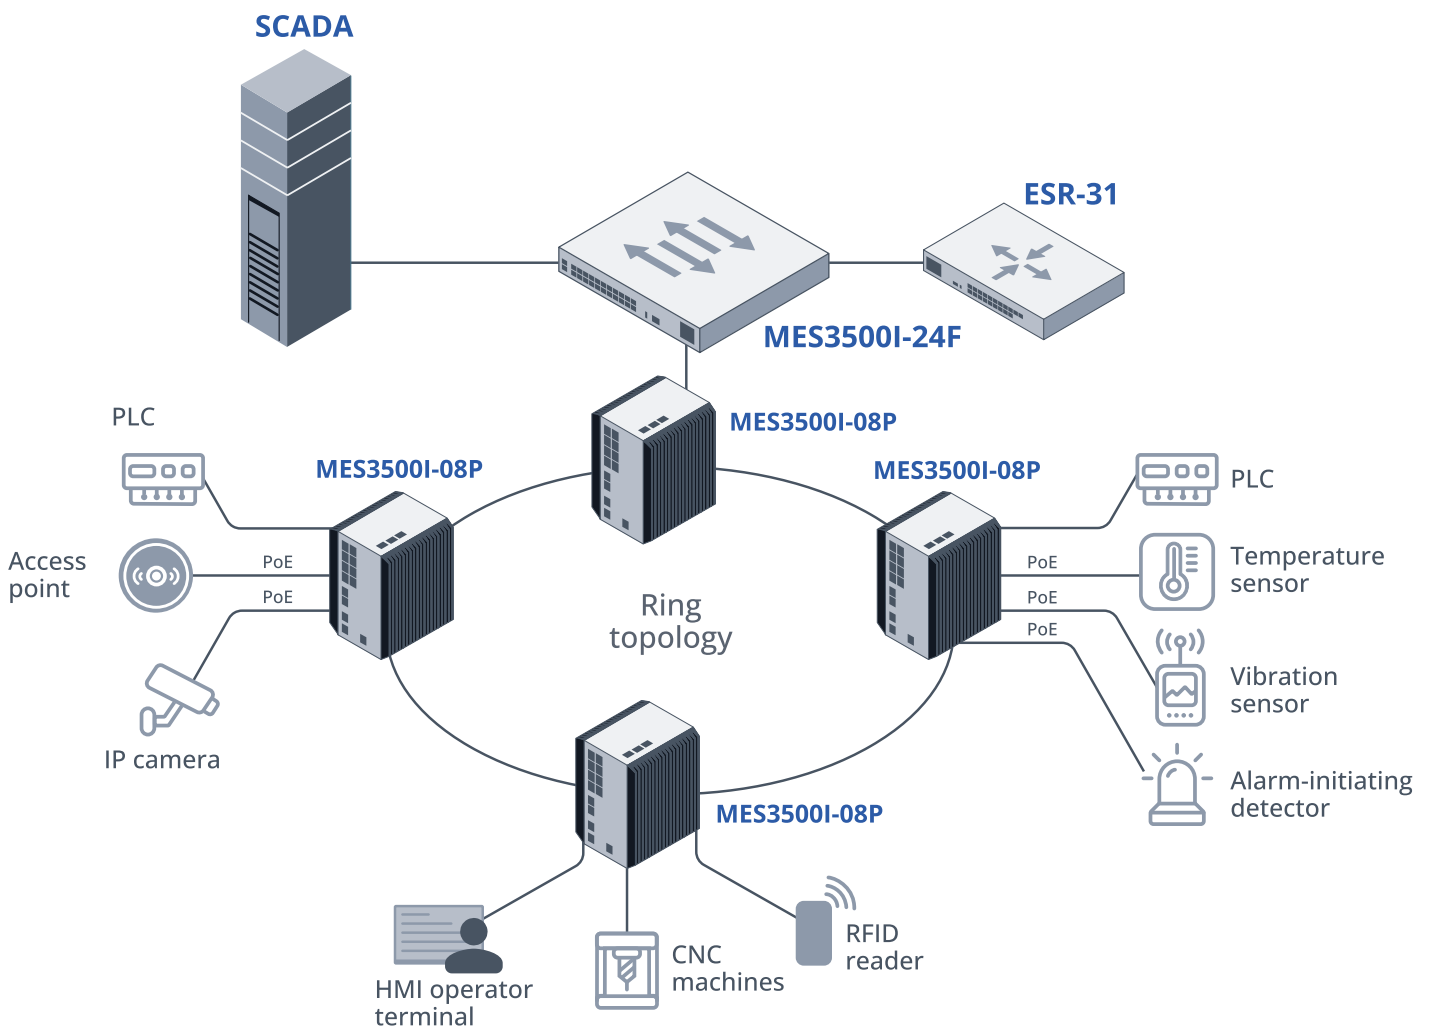 SCADA
ESR-31
MES3500I-24F
PLC
MES3500I-08P
MES3500I-08P
MES3500I-08P
PLC
Access
point
PoE
PoE
Temperature
sensor
PoE
PoE
PoE
Ring
topology
Vibration
sensor
IP camera
Alarm-initiating
detector
MES3500I-08P
HMI operator
terminal
CNC
machines
RFID
reader